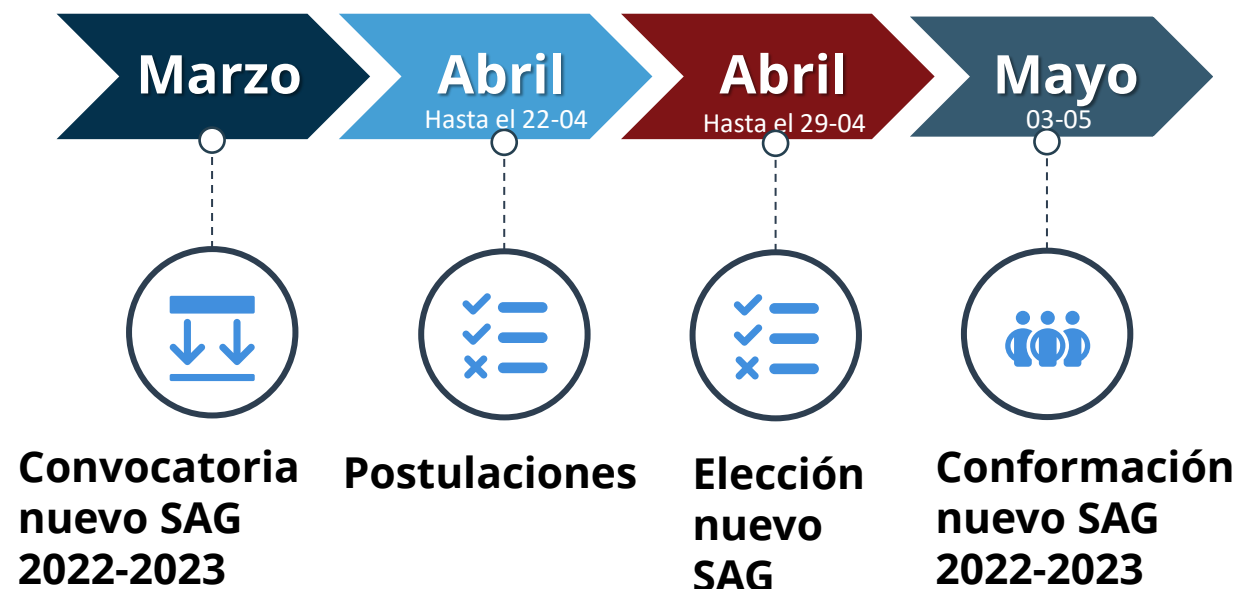 Marzo
Abril
Hasta el 22-04
Abril
Hasta el 29-04
Mayo
03-05
Convocatoria
nuevo SAG
2022-2023
Postulaciones
Elección
nuevo
SAG
Conformación
nuevo SAG
2022-2023